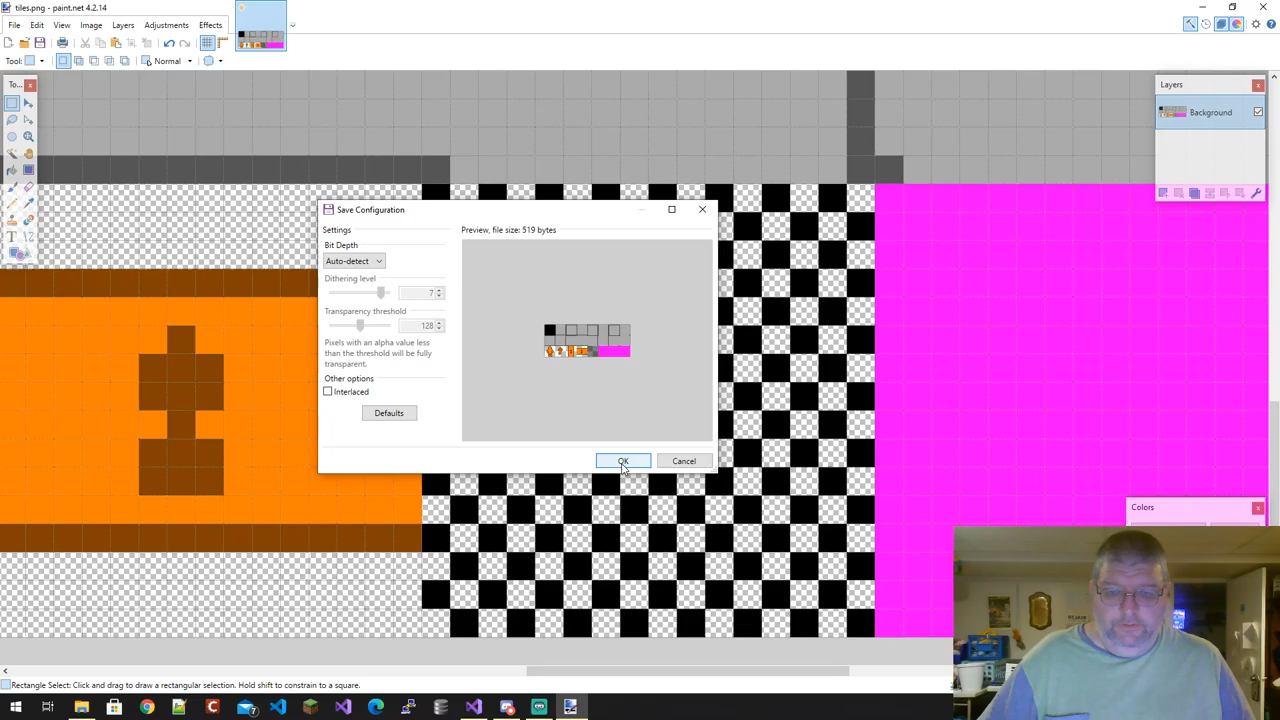 tiles.png - paint.net 4.2.14
File Edit View Image Layers Adjustments Effects
Tool: Normal
To...
Layers
Background
Save Configuration
Settings
Preview, file size: 519 bytes
Bit Depth
Auto-detect
Dithering level
7
Transparency threshold
128
Pixels with an alpha value less
than the threshold will be fully
transparent.
Other options
Interlaced
Defaults
OK Cancel
Colors
Rectangle Select: Click and drag to draw a rectangular selection. Hold shift to constrain to a square.